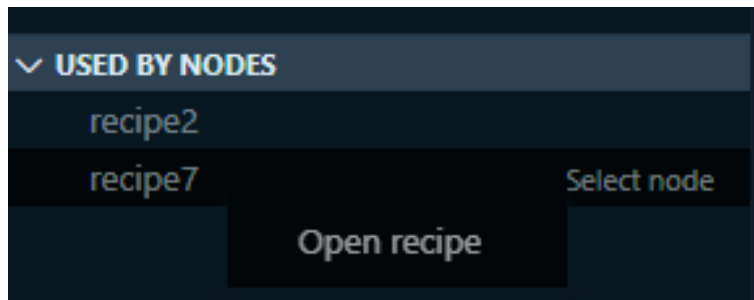 USED BY NODES
recipe2
recipe7 Select node
Open recipe